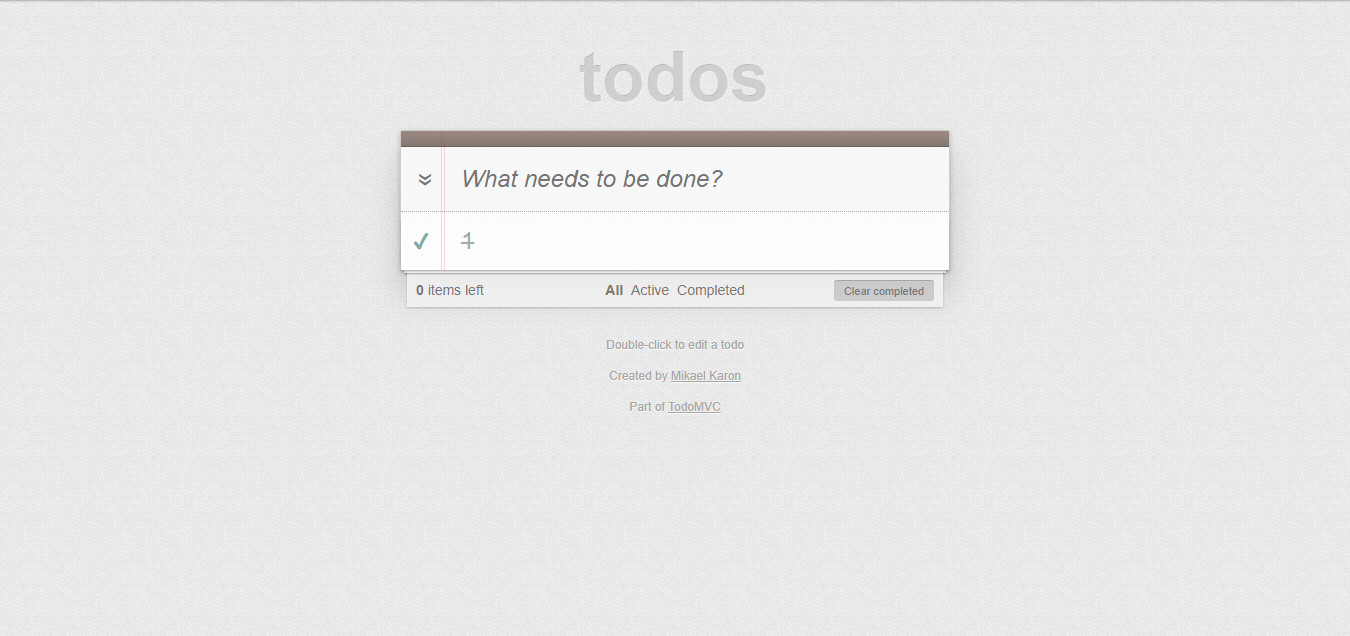 todos
What needs to be done?
1
0 items left All Active Completed Clear completed
Double-click to edit a todo
Created by Mikael Karon
Part of TodoMVC